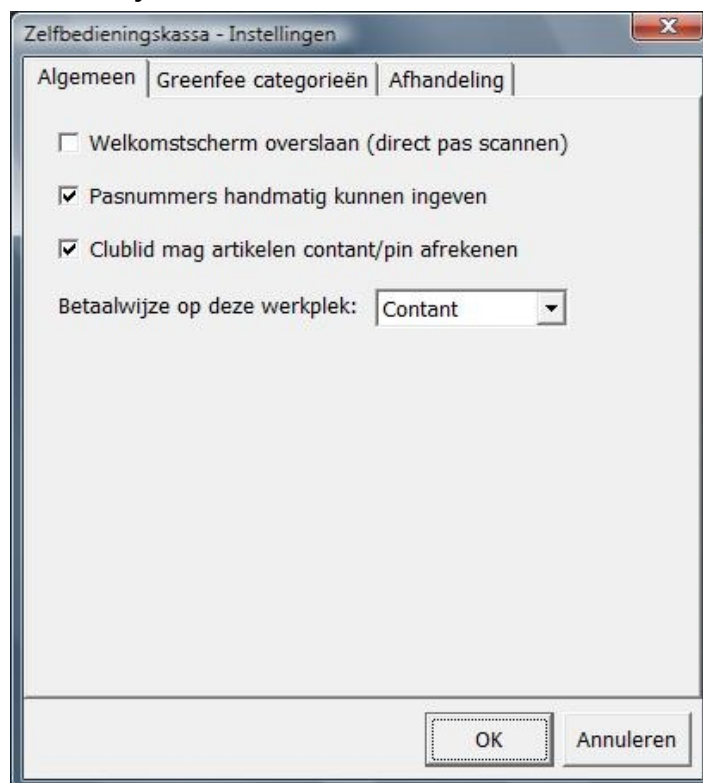 Zelfbedieningskassa - Instellingen
Algemeen Greenfee categorieën Afhandeling
Welkomstscherm overslaan (direct pas scannen)
Pasnummers handmatig kunnen ingeven
Clublid mag artikelen contant/pin afrekenen
Betaalwijze op deze werkplek: Contant
OK Annuleren